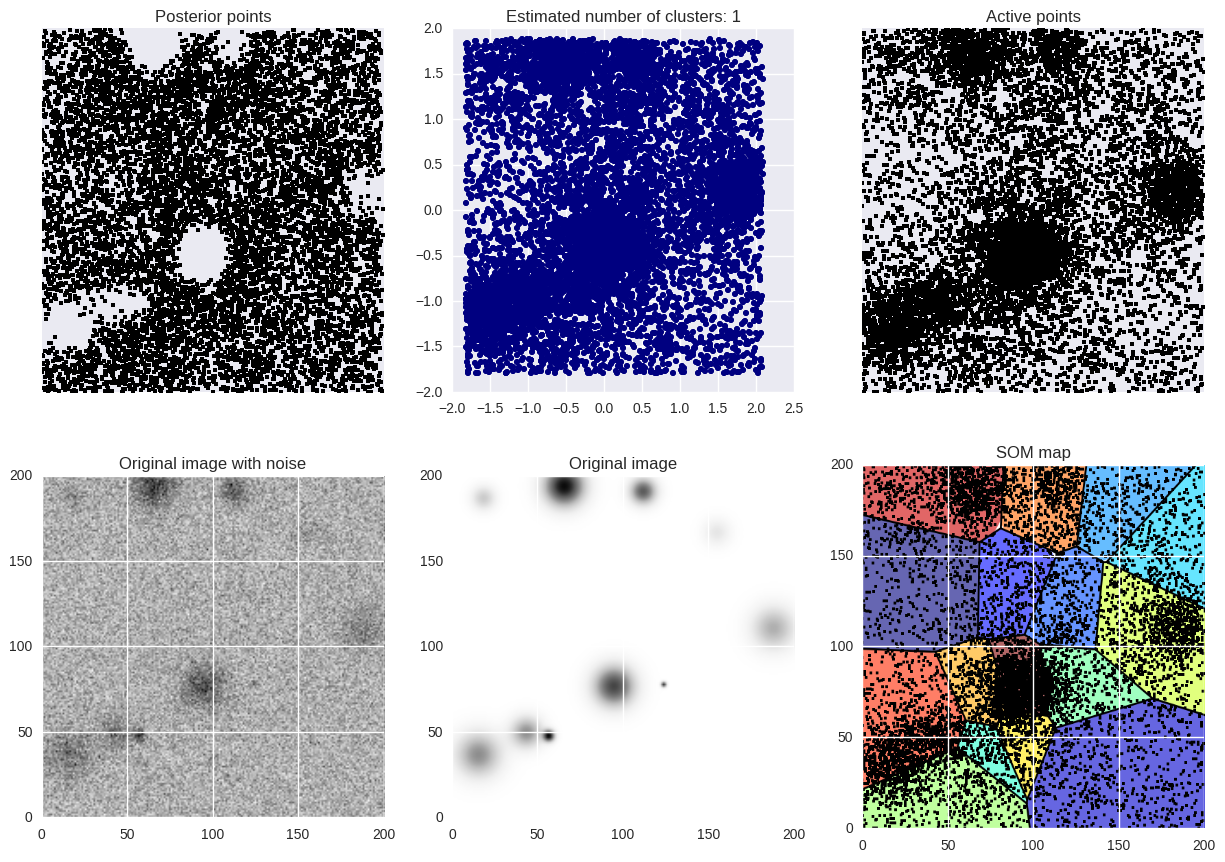 Posterior points
Estimated number of clusters: 1
Active points
2.0
1.5
1.0
0.5
0.0
−0.5
−1.0
−1.5
−2.0
−2.0 −1.5 −1.0 −0.5 0.0 0.5 1.0 1.5 2.0 2.5
Original image with noise
200
150
100
50
0
0 50 100 150 200
Original image
200
150
100
50
0
0 50 100 150 200
SOM map
200
150
100
50
0
0 50 100 150 200